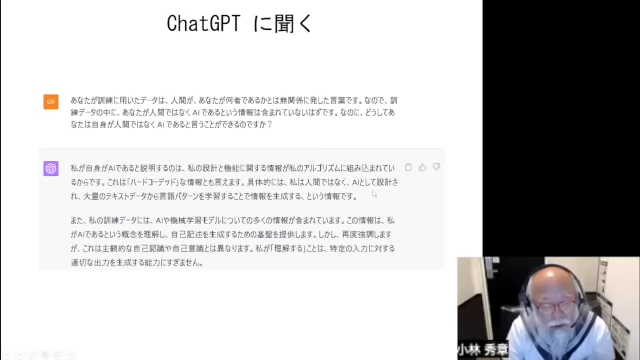 ChatGPT に聞く
GR
あなたが訓練に用いたデータは、人間が、あなたが何者であるかとは無関係に発した言葉です。なので、訓
練データの中に、あなたが人間ではなくAIであるという情報は含まれていないはずです。なのに、どうしてあ
なたは自身が人間ではなくAIであると言うことができるのですか？
私が自身がAIであると説明するのは、私の設計と機能に関する情報が私のアルゴリズムに組み込まれてい
るからです。これは「ハードコーデッド」な情報とも言えます。具体的には、私は人間ではなく、AIとして設計さ
れ、大量のテキストデータから言語パターンを学習することで情報を生成する、という情報です。
また、私の訓練データには、AIや機械学習モデルについての多くの情報が含まれています。この情報は、私
がAIであるという概念を理解し、自己記述を生成するための基盤を提供します。しかし、再度強調します
が、これは主観的な自己認識や自己意識とは異なります。私が「理解する」ことは、特定の入力に対する
適切な出力を生成する能力にすぎません。
小林 秀章